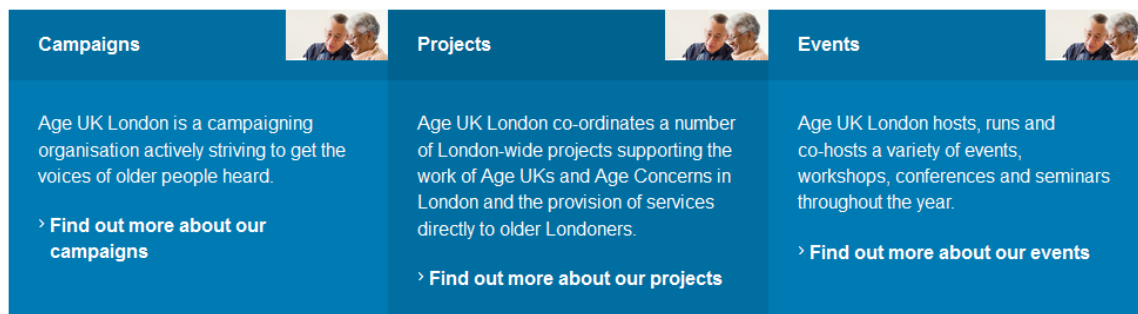 Campaigns
Age UK London is a campaigning
organisation actively striving to get the
voices of older people heard.
› Find out more about our
campaigns
Projects
Age UK London co-ordinates a number
of London-wide projects supporting the
work of Age UKs and Age Concerns in
London and the provision of services
directly to older Londoners.
› Find out more about our projects
Events
Age UK London hosts, runs and
co-hosts a variety of events,
workshops, conferences and seminars
throughout the year.
› Find out more about our events